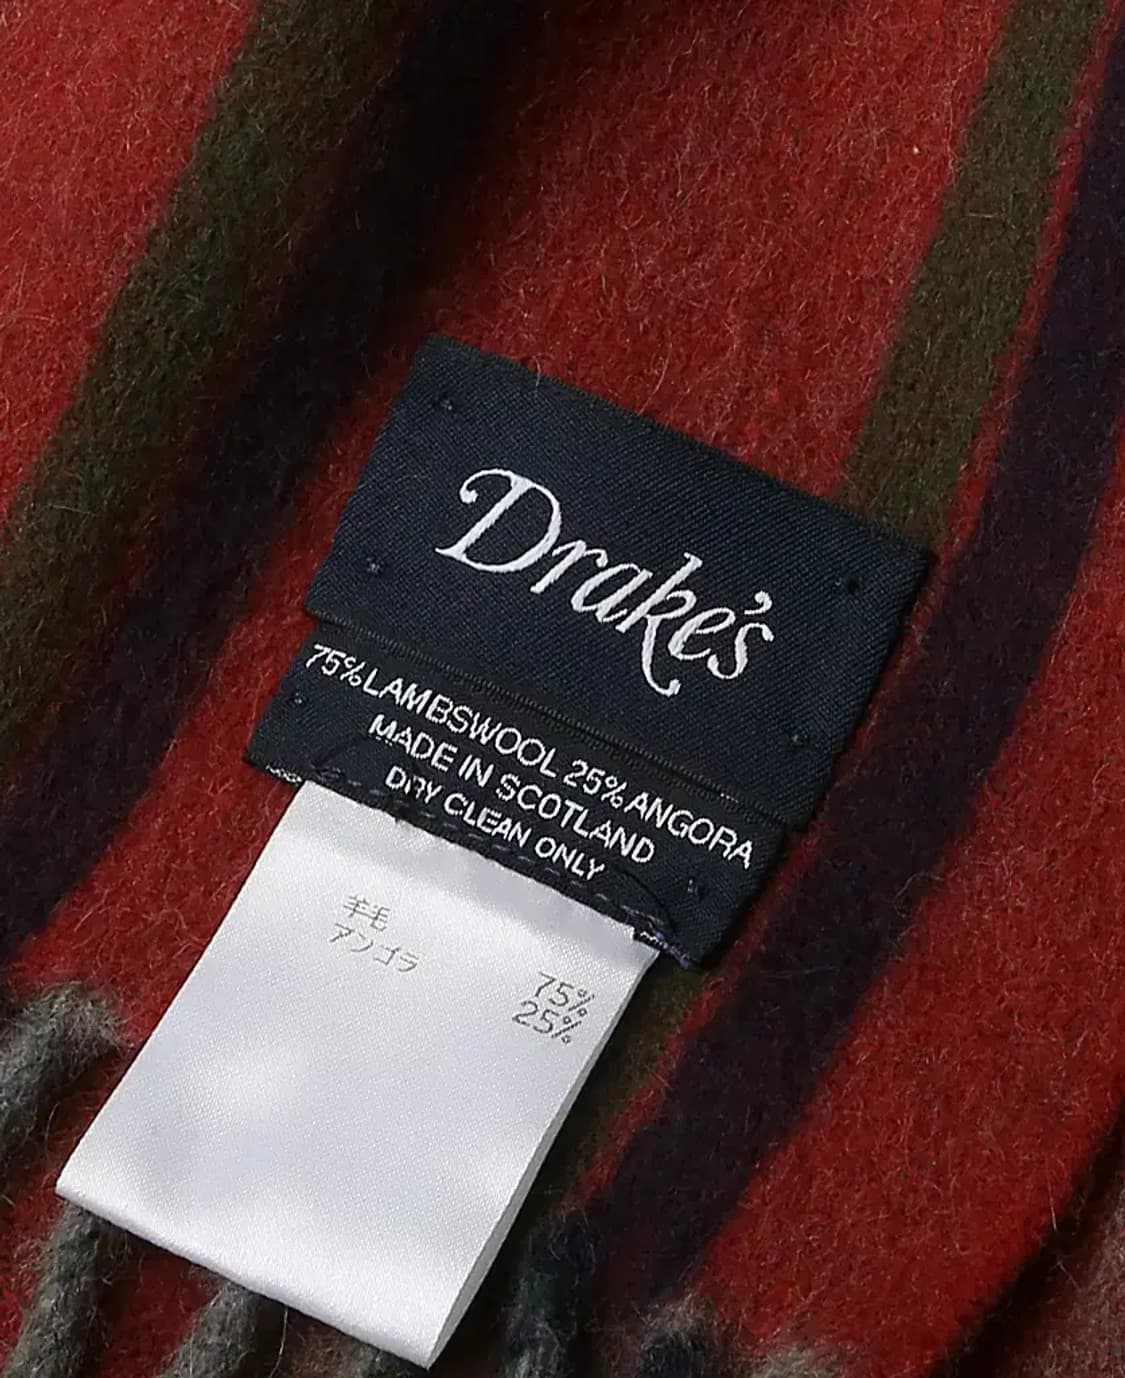 Drake's
75% LAMBSWOOL 25% ANGORA
MADE IN SCOTLAND
DRY CLEAN ONLY
羊毛 75%
アンゴラ 25%